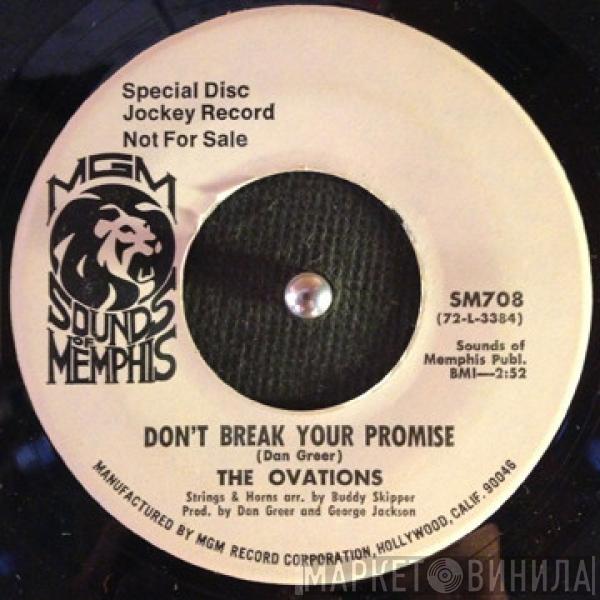 Special Disc
Jockey Record
Not For Sale
MGM
SOUNDS
OF
MEMPHIS
SM708
(72-L-3384)
Sounds of
Memphis Publ.
BMI—2:52
DON'T BREAK YOUR PROMISE
(Dan Greer)
THE OVATIONS
Strings & Horns arr. by Buddy Skipper
Prod. by Dan Greer and George Jackson
MANUFACTURED BY MGM RECORD CORPORATION, HOLLYWOOD, CALIF. 90046
МАРКЕТ ВИНИЛА